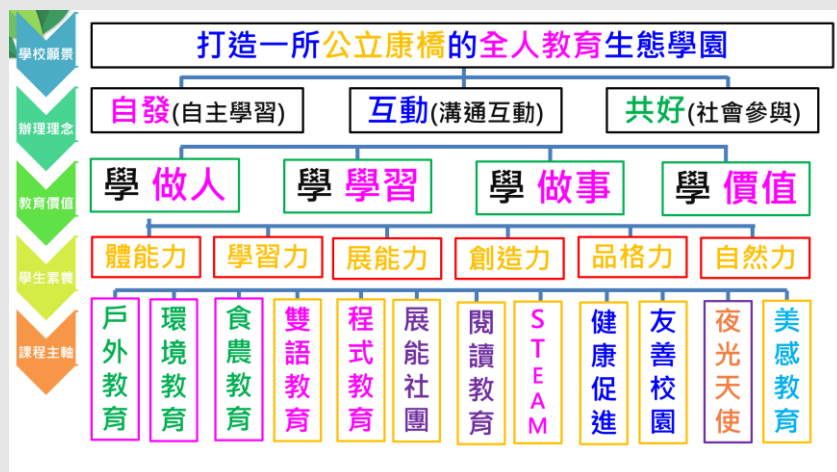 學校願景
打造一所公立康橋的全人教育生態學園
辦理理念
自發(自主學習)
互動(溝通互動)
共好(社會參與)
教育價值
學 做人
學 學習
學 做事
學 價值
學生素養
體能力
學習力
展能力
創造力
品格力
自然力
課程主軸
戶外教育
環境教育
食農教育
雙語教育
程式教育
展能社團
閱讀教育
STEAM
健康促進
友善校園
夜光天使
美感教育